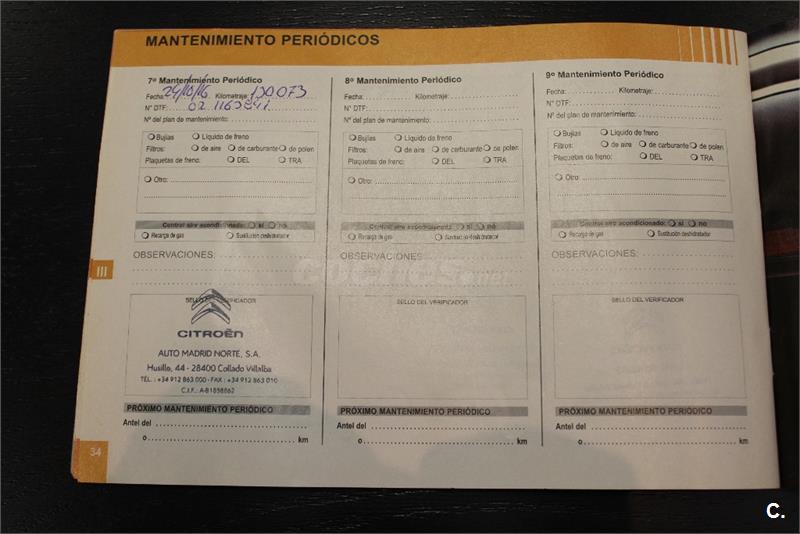 MANTENIMIENTO PERIÓDICOS
7º Mantenimiento Periódico
Fecha: 24/10/16 Kilometraje: 130073
N° DTF: 02 1163841
Nº del plan de mantenimiento:
Bujías Líquido de freno
Filtros: de aire de carburante de polen
Plaquetas de freno: DEL TRA
Otro:
Control aire acondicionado: si no
Recarga de gas Sustitución deshidratador
OBSERVACIONES:
SELLO DEL VERIFICADOR
CITROËN
AUTO MADRID NORTE, S.A.
Husillo, 44 - 28400 Collado Villalba
TEL.: +34 912 863 000 - FAX: +34 912 863 010
C.I.F.: A-81858862
PRÓXIMO MANTENIMIENTO PERIÓDICO
Antel del
o km
8º Mantenimiento Periódico
Fecha: Kilometraje:
N° DTF:
Nº del plan de mantenimiento:
Bujías Líquido de freno
Filtros: de aire de carburante de polen
Plaquetas de freno: DEL TRA
Otro:
Control aire acondicionado: si no
Recarga de gas Sustitución deshidratador
OBSERVACIONES:
SELLO DEL VERIFICADOR
PRÓXIMO MANTENIMIENTO PERIÓDICO
Antel del
o km
9º Mantenimiento Periódico
Fecha: Kilometraje:
N° DTF:
Nº del plan de mantenimiento:
Bujías Líquido de freno
Filtros: de aire de carburante de polen
Plaquetas de freno: DEL TRA
Otro:
Control aire acondicionado: si no
Recarga de gas Sustitución deshidratador
OBSERVACIONES:
SELLO DEL VERIFICADOR
PRÓXIMO MANTENIMIENTO PERIÓDICO
Antel del
o km
III
34
C.